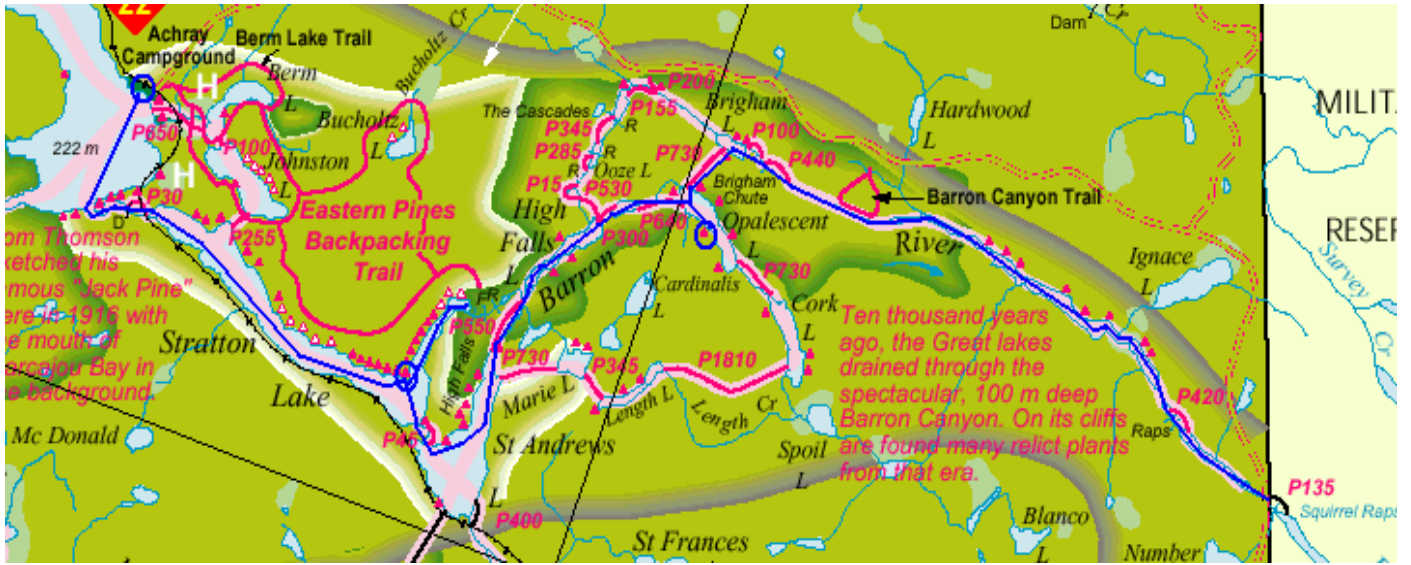 22
Achray
Campground
Berm Lake Trail
Berm
L
Bucholtz
Cr
H
P650
222 m
Bucholtz
L
P100
Johnston
L
H
P30
D
P255
Eastern Pines
Backpacking
Trail
om Thomson
ketched his
mous "Jack Pine"
ere in 1916 with
e mouth of
arcajou Bay in
e background.
Stratton
Lake
Mc Donald
P45
P550
FR
High Falls
High
Falls
L
The Cascades
P345
R
P285
R
Ooze L
R
P15
P530
P300
P640
P730
P155
P200
Brigham
L
P100
P440
Brigham
Chute
Opalescent
L
Barron
Cardinalis
L
P730
Cork
L
P730
Marie L
P345
Length L
P1810
Length
Cr
St Andrews
L
P400
St Frances
Spoil
L
Dam
Cr
Hardwood
L
Barron Canyon Trail
River
Ignace
L
Ten thousand years
ago, the Great lakes
drained through the
spectacular, 100 m deep
Barron Canyon. On its cliffs
are found many relict plants
from that era.
P420
Raps
P135
Squirrel Raps
Blanco
L
Number
MILITA
RESER
Survey
Cr